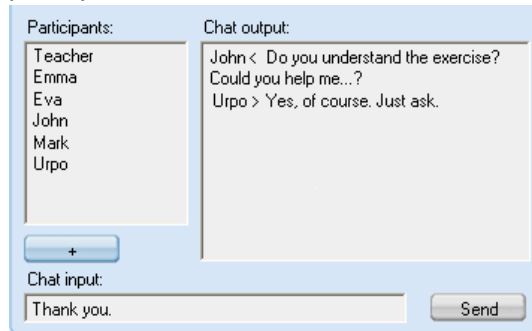 Participants:
Teacher
Emma
Eva
John
Mark
Urpo
+
Chat output:
John < Do you understand the exercise?
Could you help me...?
Urpo > Yes, of course. Just ask.
Chat input:
Thank you.
Send